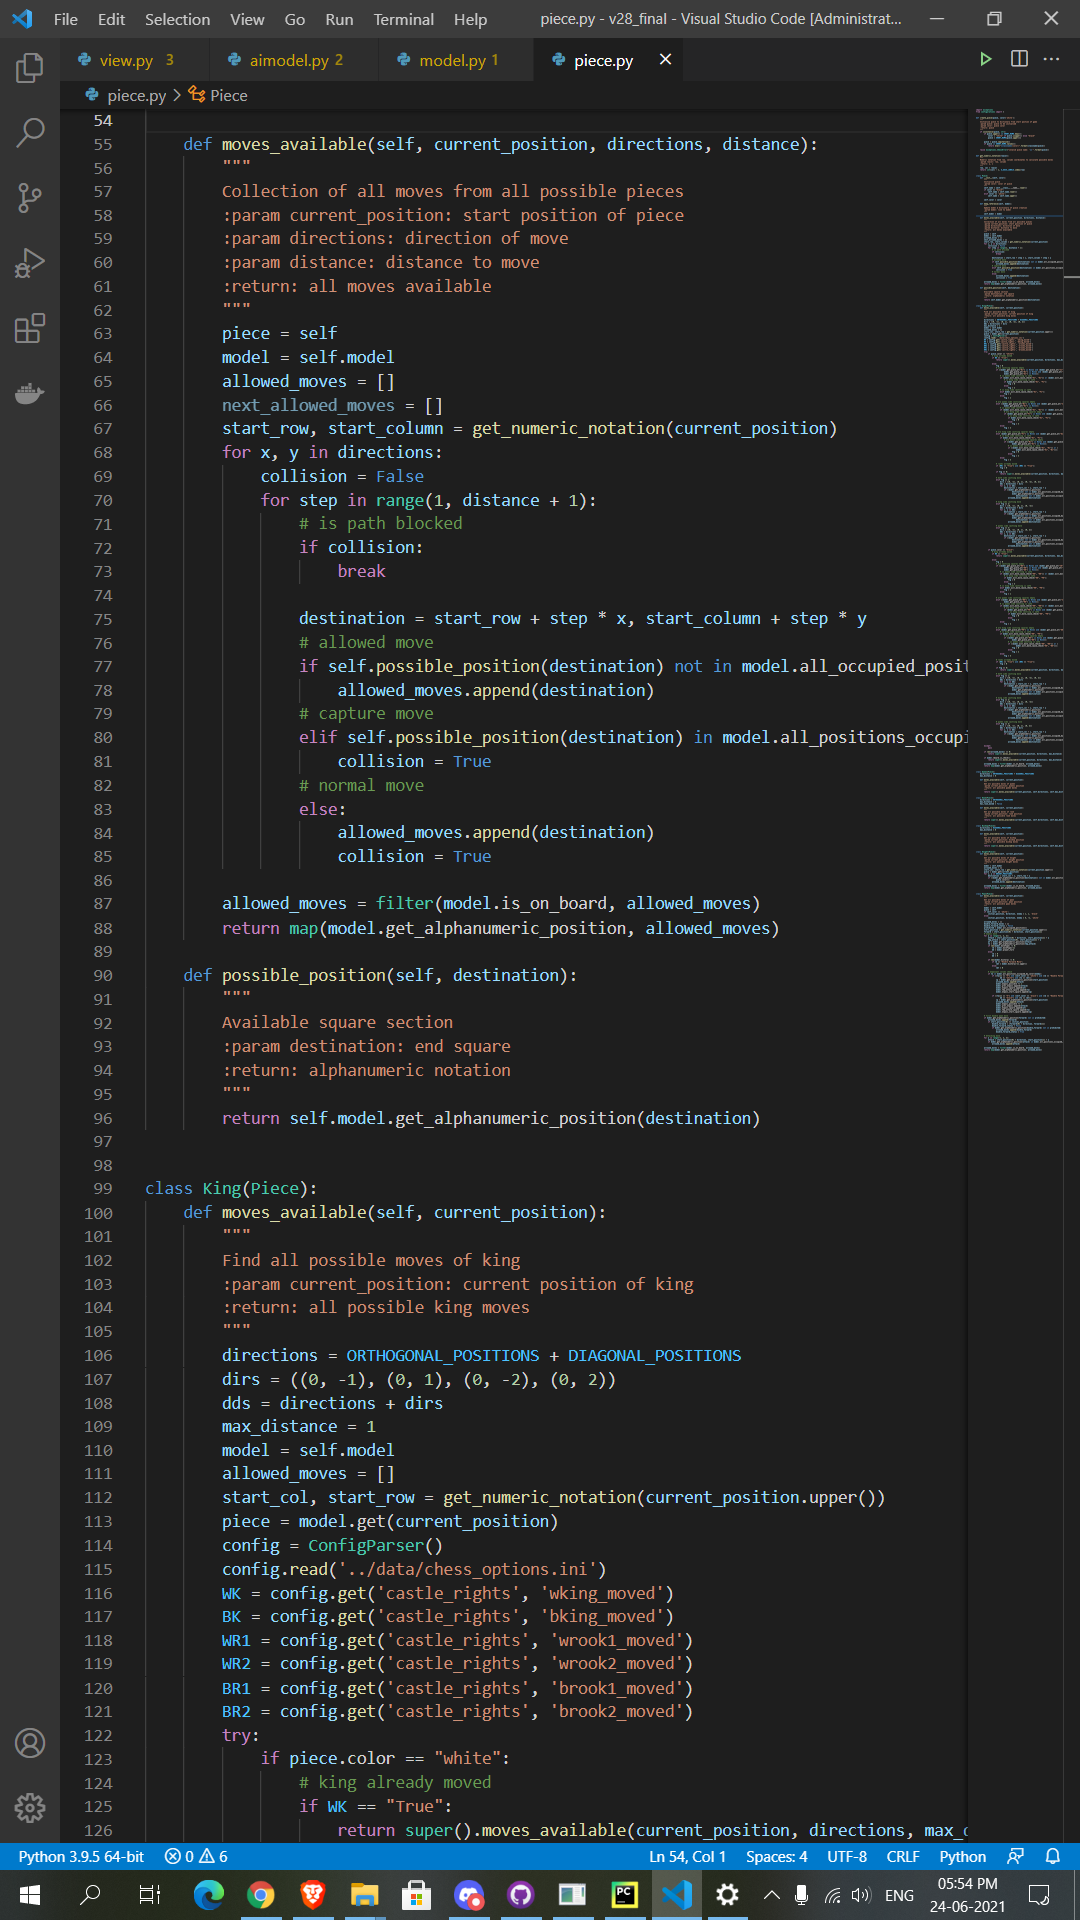 File Edit Selection View Go Run Terminal Help piece.py - v28_final - Visual Studio Code [Administrat...
view.py 3 aimodel.py 2 model.py 1 piece.py
piece.py > Piece
54
55 def moves_available(self, current_position, directions, distance):
56 """
57 Collection of all moves from all possible pieces
58 :param current_position: start position of piece
59 :param directions: direction of move
60 :param distance: distance to move
61 :return: all moves available
62 """
63 piece = self
64 model = self.model
65 allowed_moves = []
66 next_allowed_moves = []
67 start_row, start_column = get_numeric_notation(current_position)
68 for x, y in directions:
69 collision = False
70 for step in range(1, distance + 1):
71 # is path blocked
72 if collision:
73 break
74
75 destination = start_row + step * x, start_column + step * y
76 # allowed move
77 if self.possible_position(destination) not in model.all_occupied_posit
78 allowed_moves.append(destination)
79 # capture move
80 elif self.possible_position(destination) in model.all_positions_occupi
81 collision = True
82 # normal move
83 else:
84 allowed_moves.append(destination)
85 collision = True
86
87 allowed_moves = filter(model.is_on_board, allowed_moves)
88 return map(model.get_alphanumeric_position, allowed_moves)
89
90 def possible_position(self, destination):
91 """
92 Available square section
93 :param destination: end square
94 :return: alphanumeric notation
95 """
96 return self.model.get_alphanumeric_position(destination)
97
98
99 class King(Piece):
100 def moves_available(self, current_position):
101 """
102 Find all possible moves of king
103 :param current_position: current position of king
104 :return: all possible king moves
105 """
106 directions = ORTHOGONAL_POSITIONS + DIAGONAL_POSITIONS
107 dirs = ((0, -1), (0, 1), (0, -2), (0, 2))
108 dds = directions + dirs
109 max_distance = 1
110 model = self.model
111 allowed_moves = []
112 start_col, start_row = get_numeric_notation(current_position.upper())
113 piece = model.get(current_position)
114 config = ConfigParser()
115 config.read('../data/chess_options.ini')
116 WK = config.get('castle_rights', 'wking_moved')
117 BK = config.get('castle_rights', 'bking_moved')
118 WR1 = config.get('castle_rights', 'wrook1_moved')
119 WR2 = config.get('castle_rights', 'wrook2_moved')
120 BR1 = config.get('castle_rights', 'brook1_moved')
121 BR2 = config.get('castle_rights', 'brook2_moved')
122 try:
123 if piece.color == "white":
124 # king already moved
125 if WK == "True":
126 return super().moves_available(current_position, directions, max_d
Python 3.9.5 64-bit 0 6 Ln 54, Col 1 Spaces: 4 UTF-8 CRLF Python
PC ENG 05:54 PM
24-06-2021